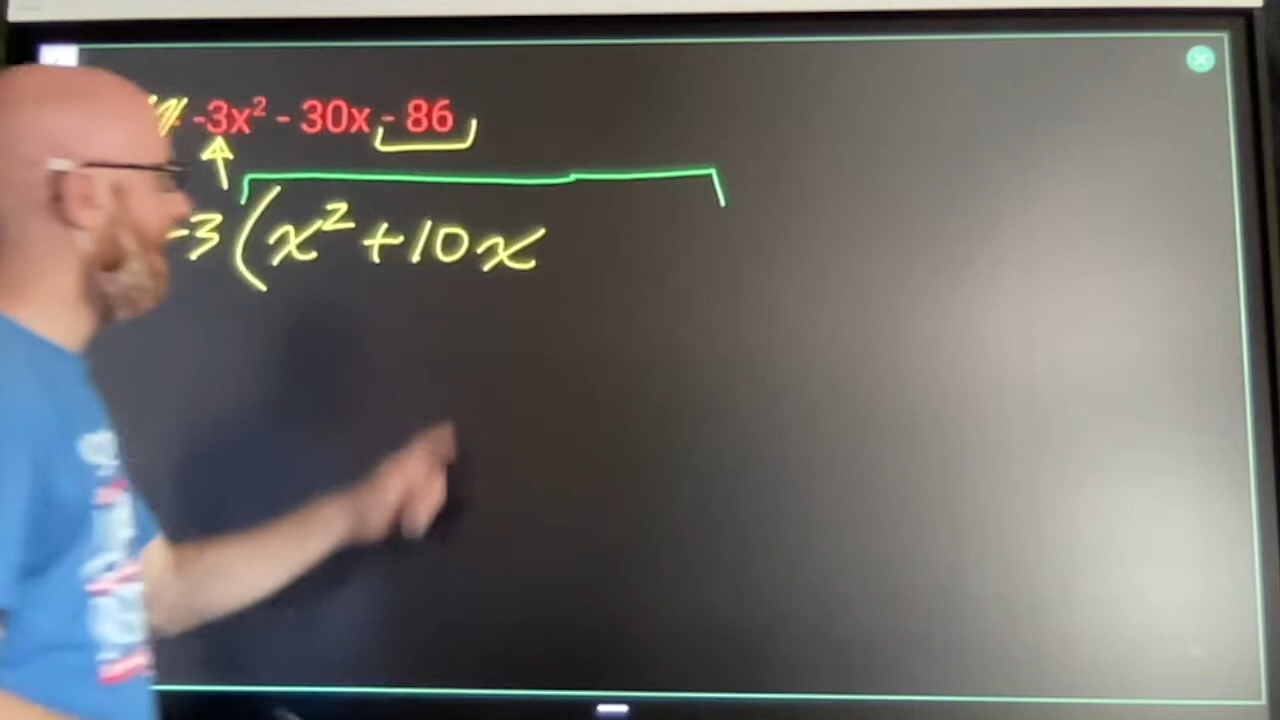 -3x² - 30x - 86
-3(x² + 10x